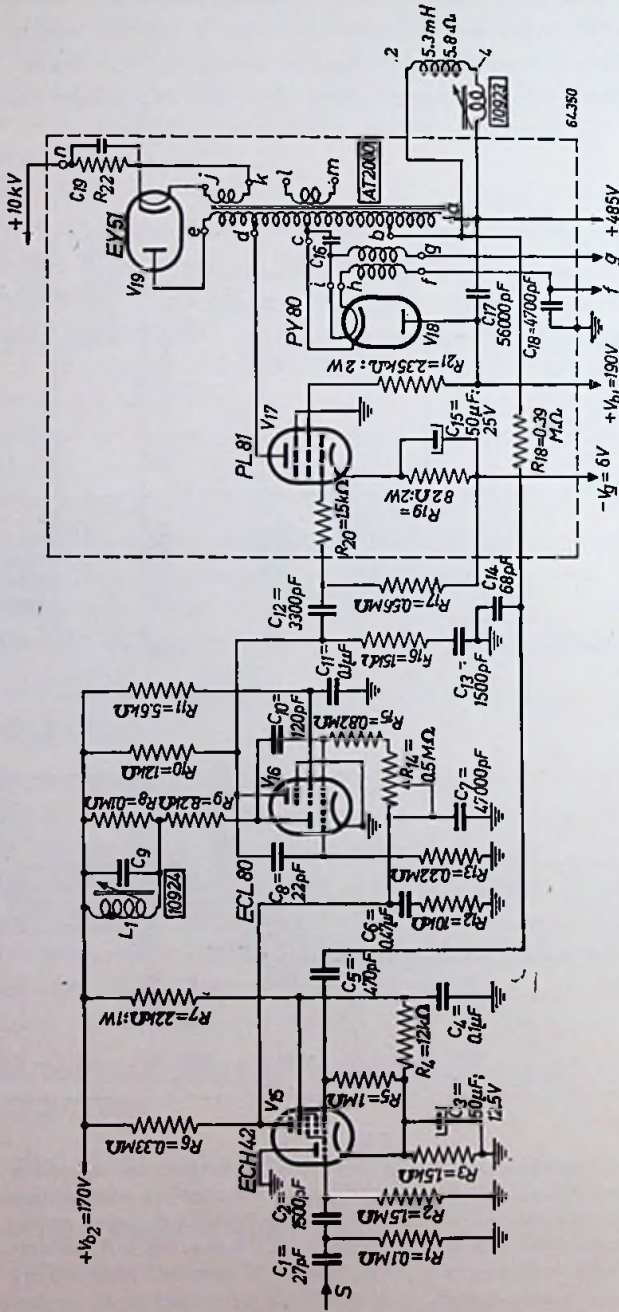 S
C1=
27pF
R1=0.1MΩ
C2=
1500pF
R2=1.5MΩ
ECH42
V15
R3=1.5kΩ
C3=
50μF;
12.5V
R5=1MΩ
R4=12kΩ
C4=
0.1μF
+Vb2=170V
R6=0.33MΩ
R7=22kΩ:1W
C5=
470pF
C6=
0.47μF
R12=10kΩ
L1
C9
10924
R8=0.1MΩ
R9=8.2kΩ
R10=12kΩ
R11=5.6kΩ
ECL80
V16
C8=
22pF
R13=0.22MΩ
C7=
47000pF
R14=
0.5MΩ
C10=
120pF
R15=
0.82MΩ
C11=
0.1μF
C12=
3300pF
R16=15kΩ
C13=
1500pF
R17=0.56MΩ
C14
68pF
R20=1.5kΩ
PL81
V17
R19=
82Ω:2W
C15=
50μF;
25V
R21=2.35kΩ:2W
R18=0.39
MΩ
-Vg=6V
+Vb1=190V
PY80
V18
C16
C17
56000pF
C18=4700pF
EY51
V19
C19
R22
+10kV
n
e
d
c
b
a
i
h
g
f
j
k
l
m
AT2000
f
g
+485V
2
5.3mH
5.8Ω
4
10923
64350